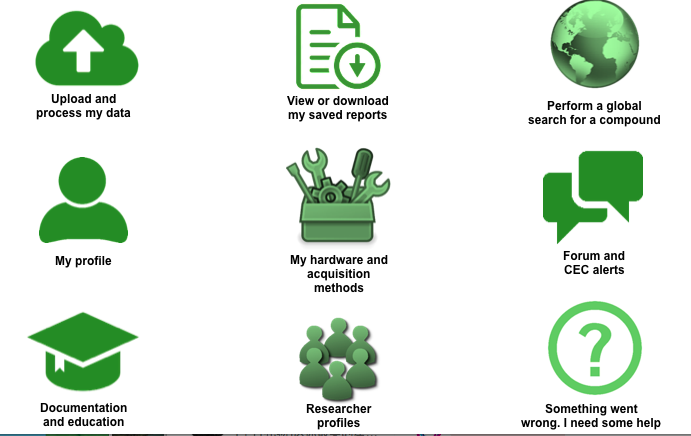 Upload and
process my data
View or download
my saved reports
Perform a global
search for a compound
My profile
My hardware and
acquisition
methods
Forum and
CEC alerts
Documentation
and education
Researcher
profiles
Something went
wrong. I need some help